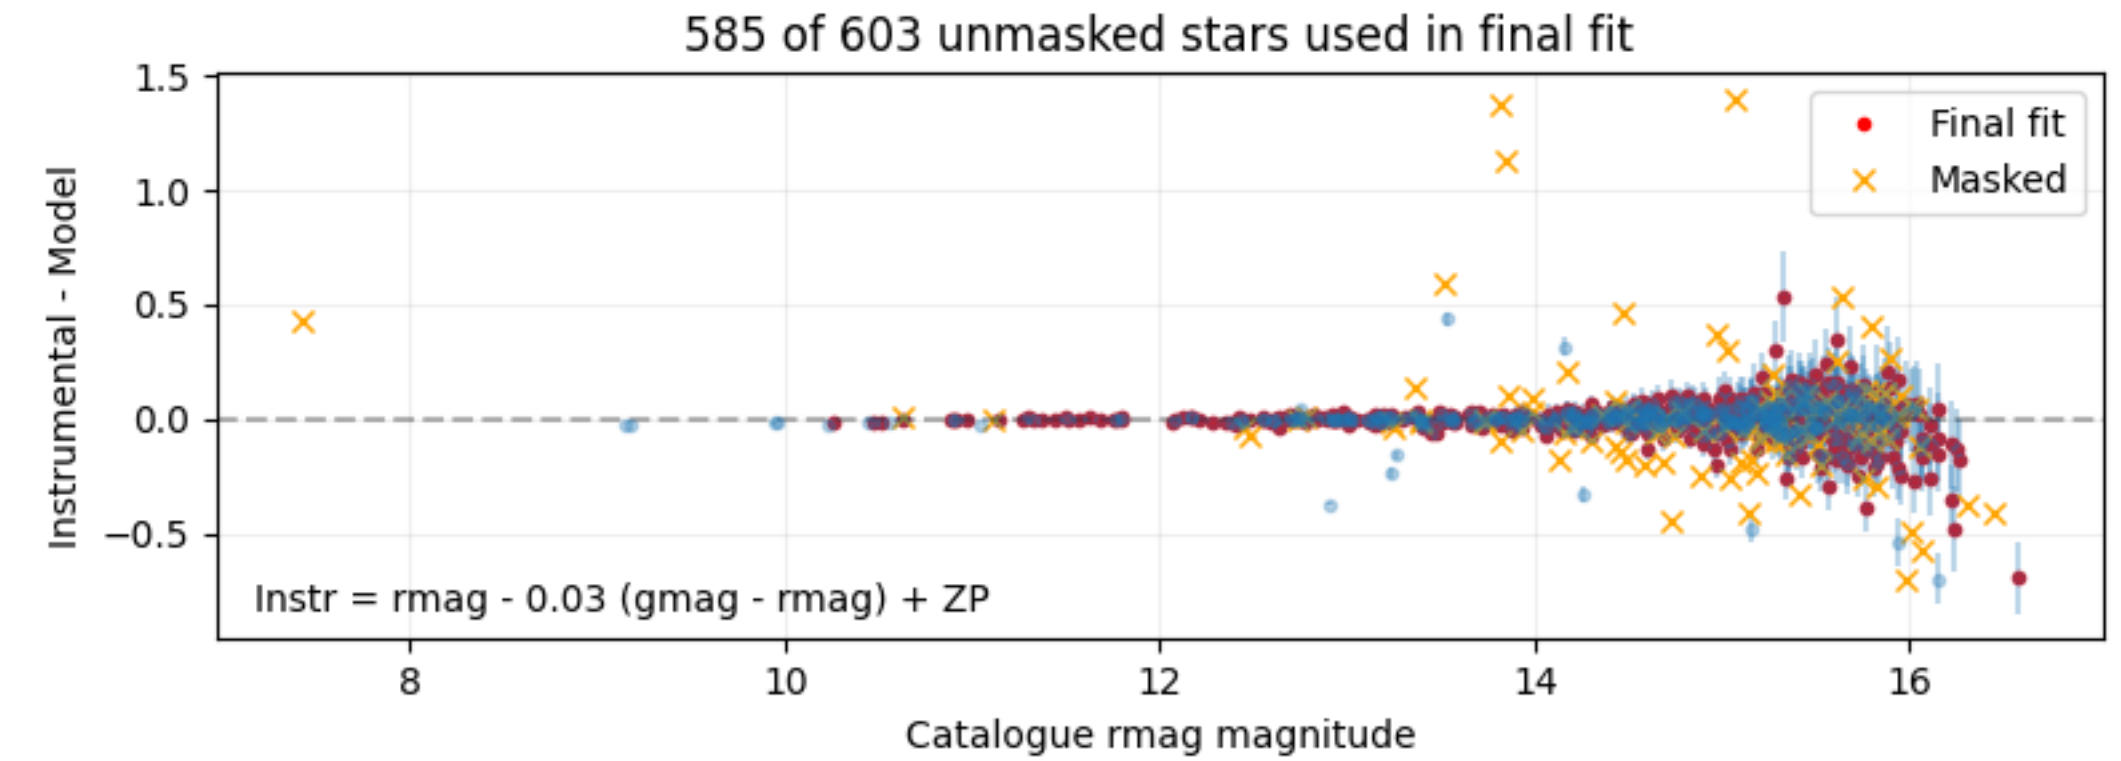 585 of 603 unmasked stars used in final fit
1.5
1.0
0.5
0.0
−0.5
Instrumental - Model
Final fit
Masked
Instr = rmag - 0.03 (gmag - rmag) + ZP
8 10 12 14 16
Catalogue rmag magnitude